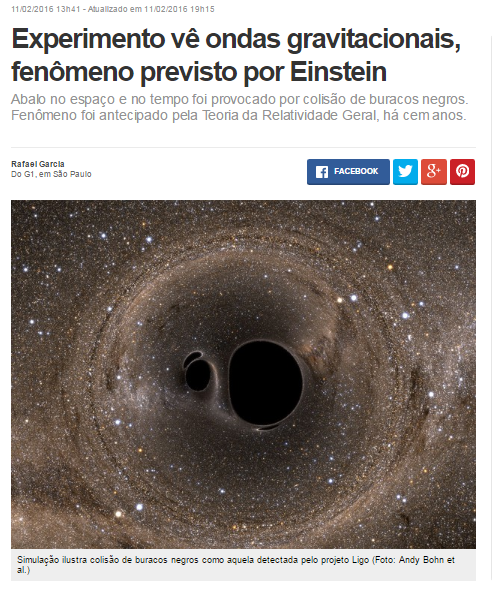 11/02/2016 13h41 - Atualizado em 11/02/2016 19h15
Experimento vê ondas gravitacionais,
fenômeno previsto por Einstein
Abalo no espaço e no tempo foi provocado por colisão de buracos negros.
Fenômeno foi antecipado pela Teoria da Relatividade Geral, há cem anos.
Rafael Garcia
Do G1, em São Paulo
FACEBOOK
Simulação ilustra colisão de buracos negros como aquela detectada pelo projeto Ligo (Foto: Andy Bohn et
al.)